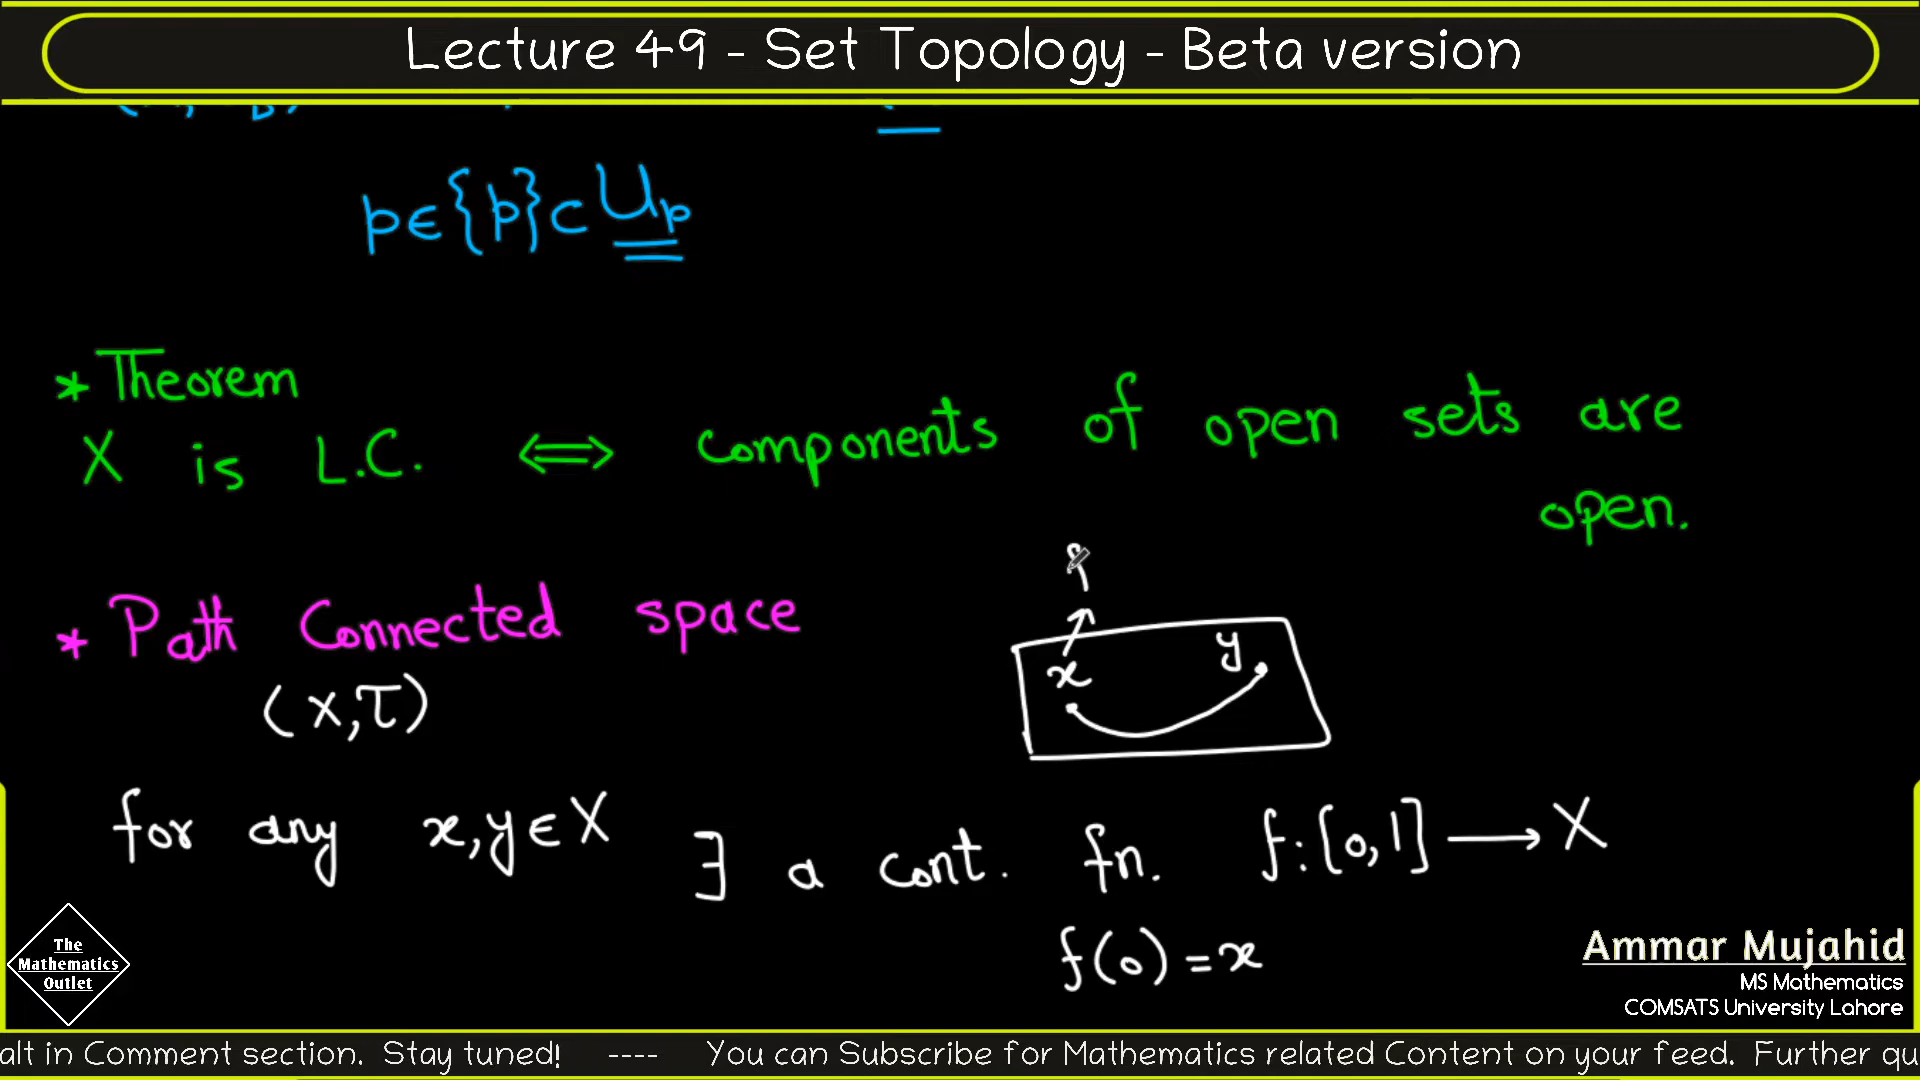 Lecture 49 - Set Topology - Beta version
p∈{p}⊂U_p
* Theorem
X is L.C. ⟺ components of open sets are
open.
* Path Connected space
(X,τ)
x
y
for any x,y∈X ∃ a cont. fn. f:[0,1]⟶X
f(0)=x
The
Mathematics
Outlet
Ammar Mujahid
MS Mathematics
COMSATS University Lahore
alt in Comment section. Stay tuned! ---- You can Subscribe for Mathematics related Content on your feed. Further qu